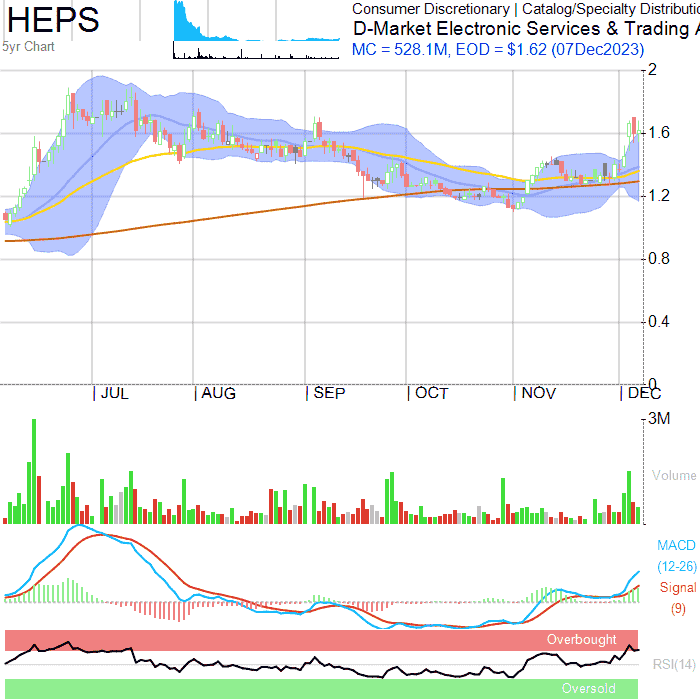 HEPS
5yr Chart
Consumer Discretionary | Catalog/Specialty Distributio
D-Market Electronic Services & Trading A
MC = 528.1M, EOD = $1.62 (07Dec2023)
2
1.6
1.2
0.8
0.4
0
JUL AUG SEP OCT NOV DEC
3M
Volume
MACD
(12-26)
Signal
(9)
Overbought
RSI(14)
Oversold